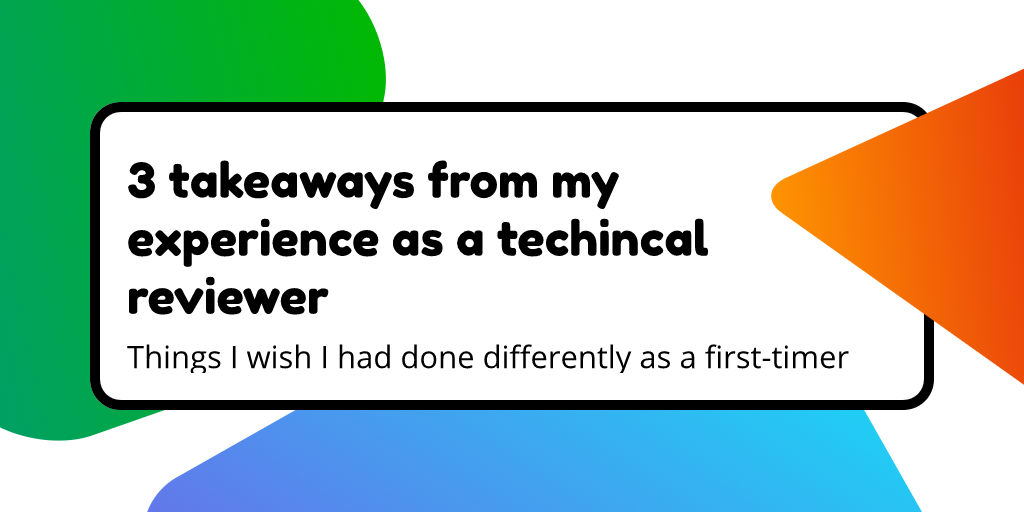 3 takeaways from my
experience as a techincal
reviewer
Things I wish I had done differently as a first-timer